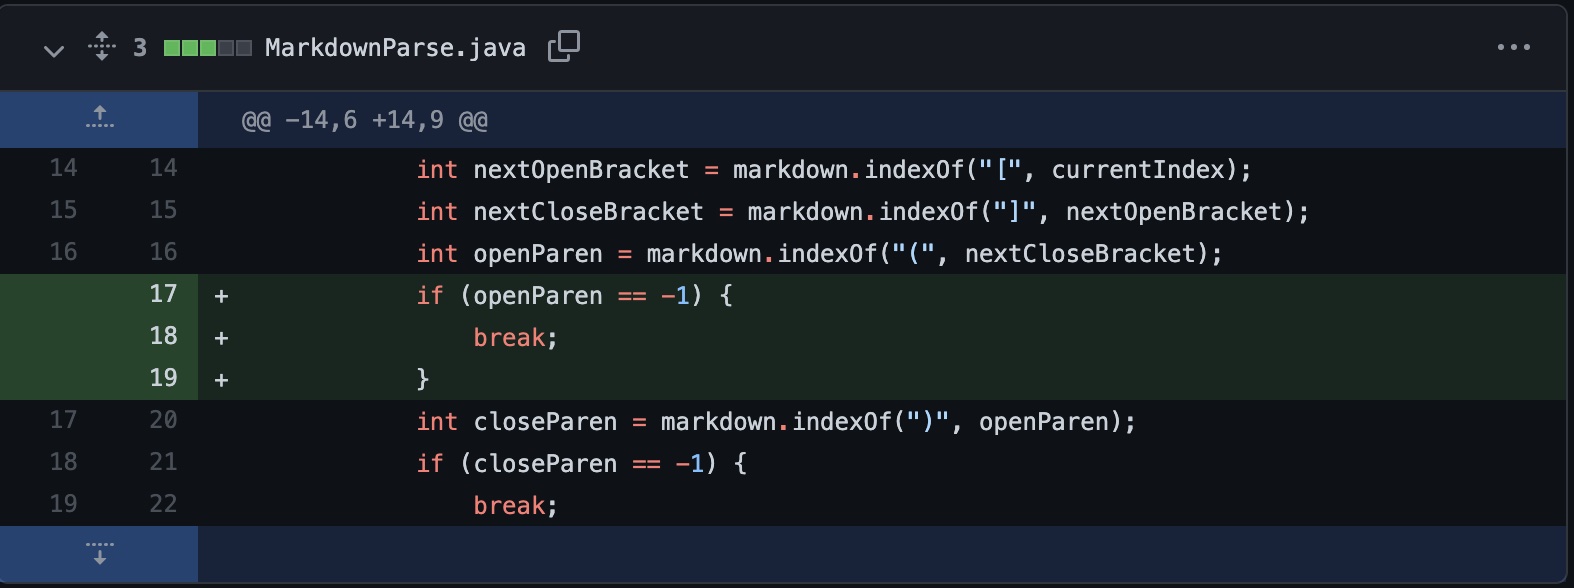 3 MarkdownParse.java
@@ -14,6 +14,9 @@
14 14 int nextOpenBracket = markdown.indexOf("[", currentIndex);
15 15 int nextCloseBracket = markdown.indexOf("]", nextOpenBracket);
16 16 int openParen = markdown.indexOf("(", nextCloseBracket);
17 + if (openParen == -1) {
18 + break;
19 + }
17 20 int closeParen = markdown.indexOf(")", openParen);
18 21 if (closeParen == -1) {
19 22 break;